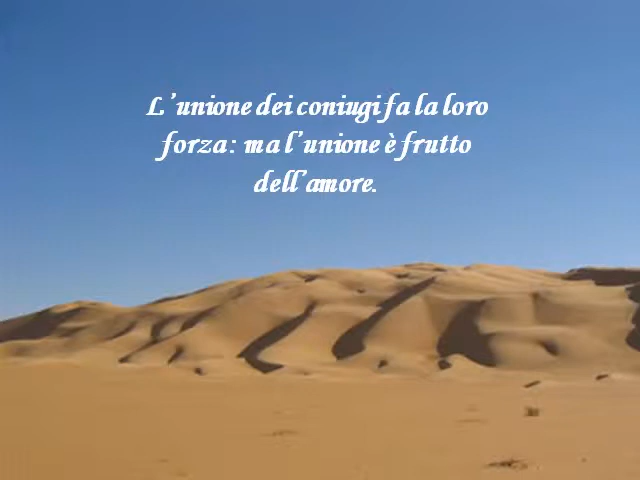 L'unione dei coniugi fa la loro
forza: ma l'unione è frutto
dell'amore.